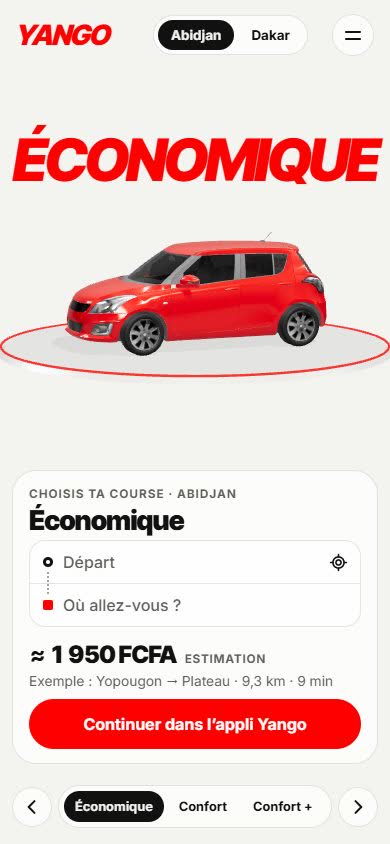 YANGO
Abidjan
Dakar
ÉCONOMIQUE
CHOISIS TA COURSE · ABIDJAN
Économique
Départ
Où allez-vous ?
≈ 1 950 FCFA ESTIMATION
Exemple : Yopougon → Plateau · 9,3 km · 9 min
Continuer dans l’appli Yango
Économique
Confort
Confort +